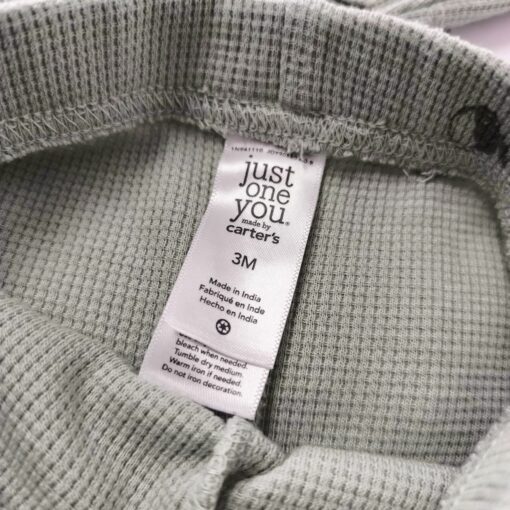 just
one
you®
made by
carter's
3M
Made in India
Fabriqué en Inde
Hecho en India
bleach when needed.
Tumble dry medium.
Warm iron if needed.
Do not iron decoration.